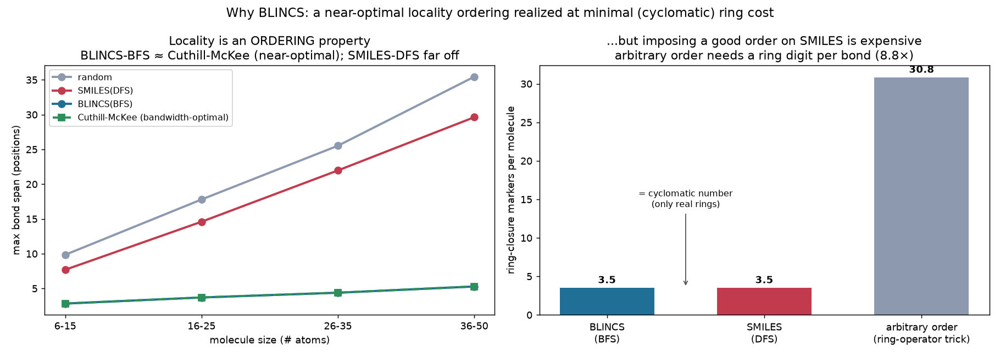 Why BLINCS: a near-optimal locality ordering realized at minimal (cyclomatic) ring cost
Locality is an ORDERING property
BLINCS-BFS ≈ Cuthill-McKee (near-optimal); SMILES-DFS far off
random
SMILES(DFS)
BLINCS(BFS)
Cuthill-McKee (bandwidth-optimal)
max bond span (positions)
35
30
25
20
15
10
5
6-15
16-25
26-35
36-50
molecule size (# atoms)
...but imposing a good order on SMILES is expensive
arbitrary order needs a ring digit per bond (8.8×)
ring-closure markers per molecule
30
25
20
15
10
5
0
30.8
= cyclomatic number
(only real rings)
3.5
3.5
BLINCS
(BFS)
SMILES
(DFS)
arbitrary order
(ring-operator trick)